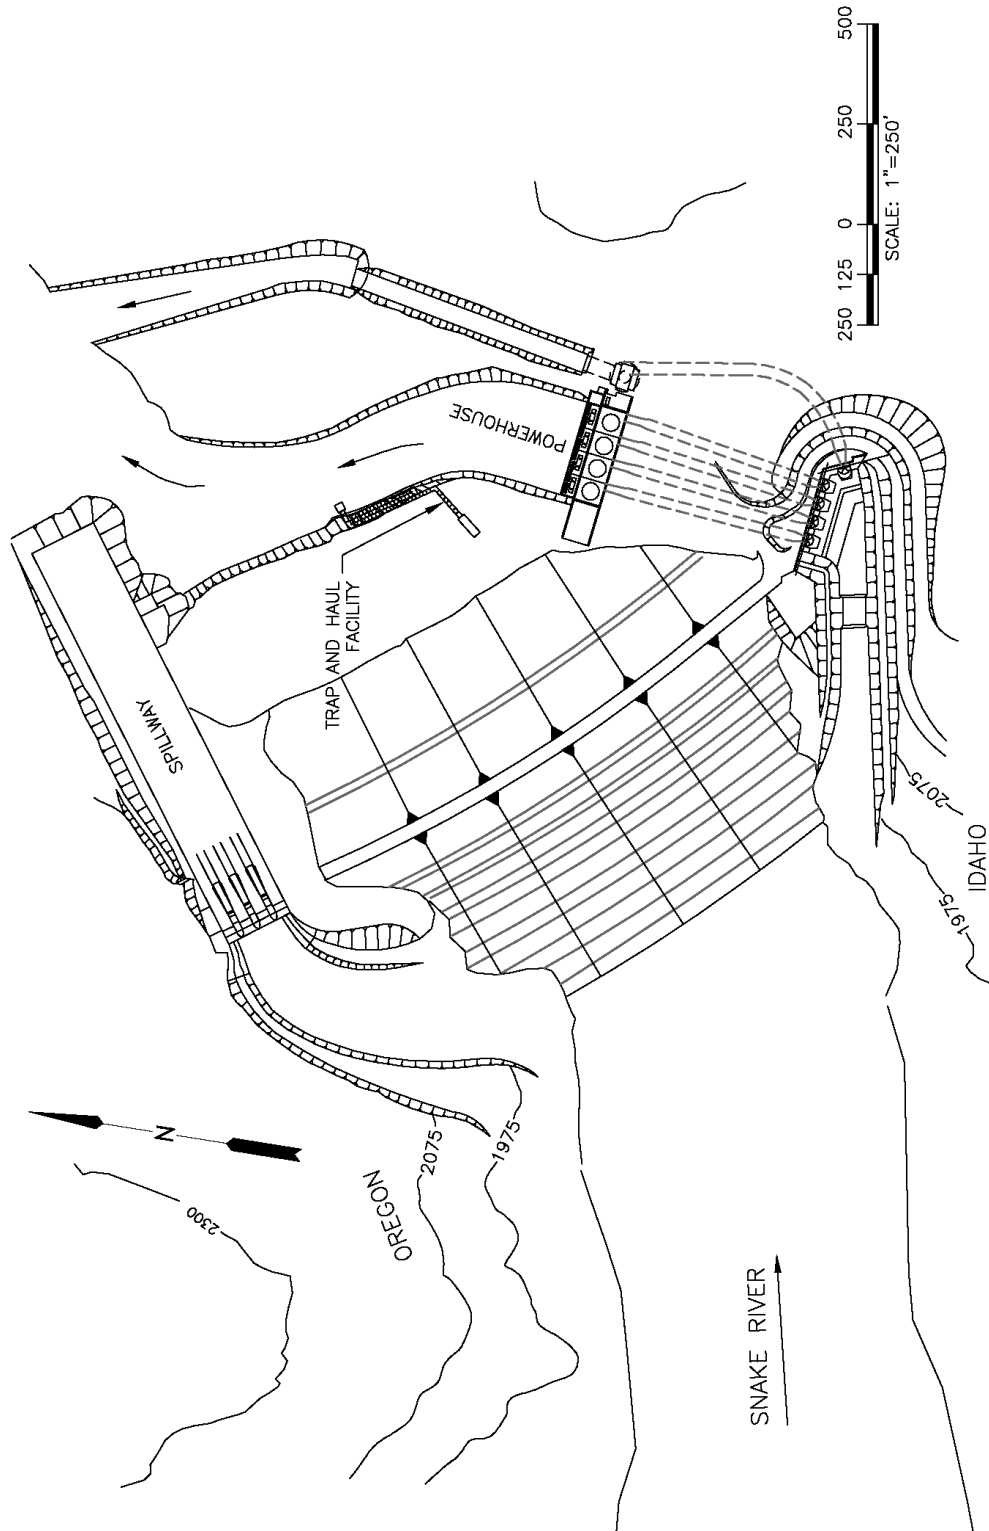 500
250
0
125
250
SCALE: 1"=250'
POWERHOUSE
TRAP AND HAUL
FACILITY
SPILLWAY
2075
1975
IDAHO
N
2075
1975
2300
OREGON
SNAKE RIVER